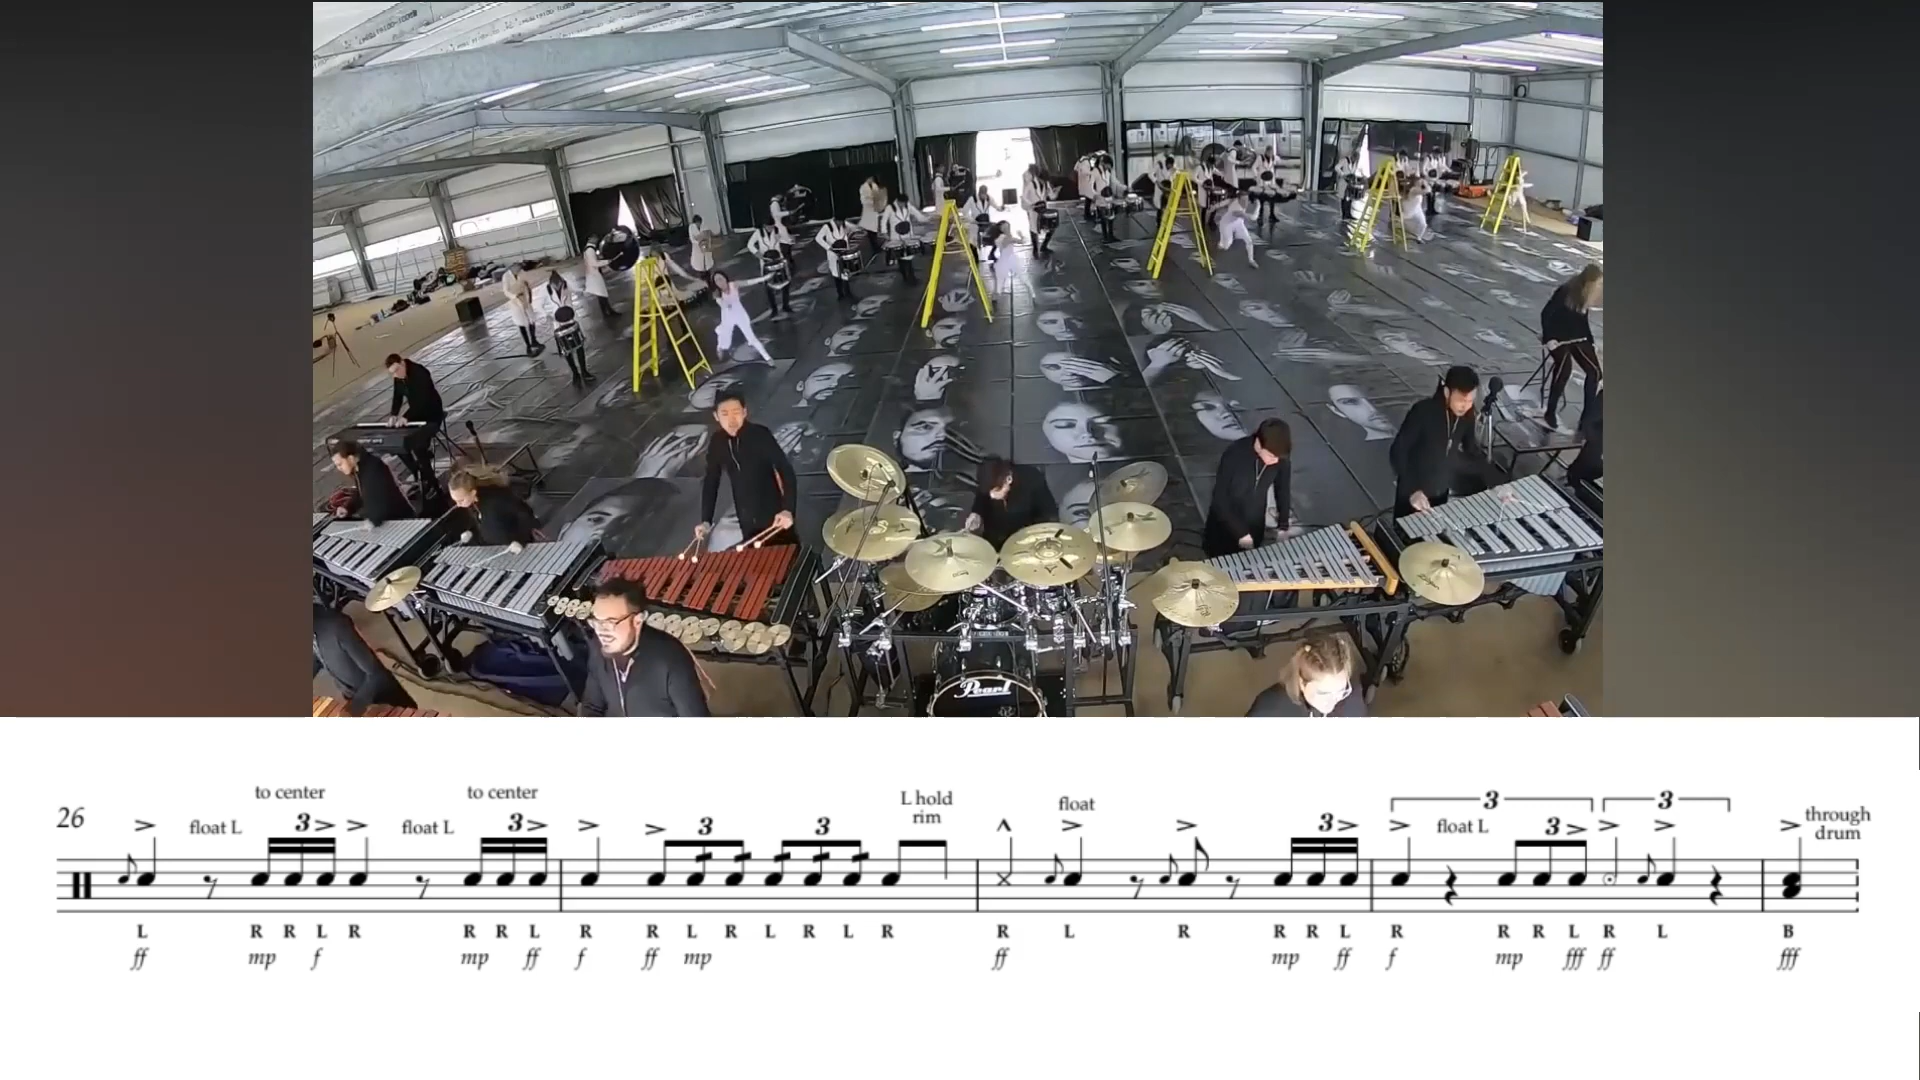 Pearl
to center
to center
L hold
rim
float
through
drum
26
float L
3
float L
3
3
3
3
3
float L
3
3
L R R L R R R L R R L R L R L R R L R R R L R R R L R L B
ff mp f mp ff f ff mp ff mp ff f mp fff ff fff